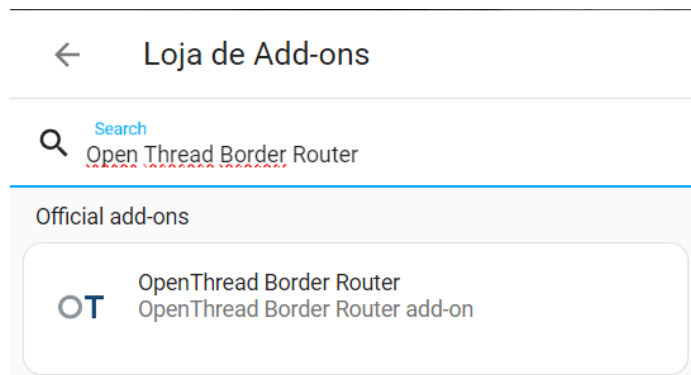 Loja de Add-ons
Search
Open Thread Border Router
Official add-ons
OT
OpenThread Border Router
OpenThread Border Router add-on